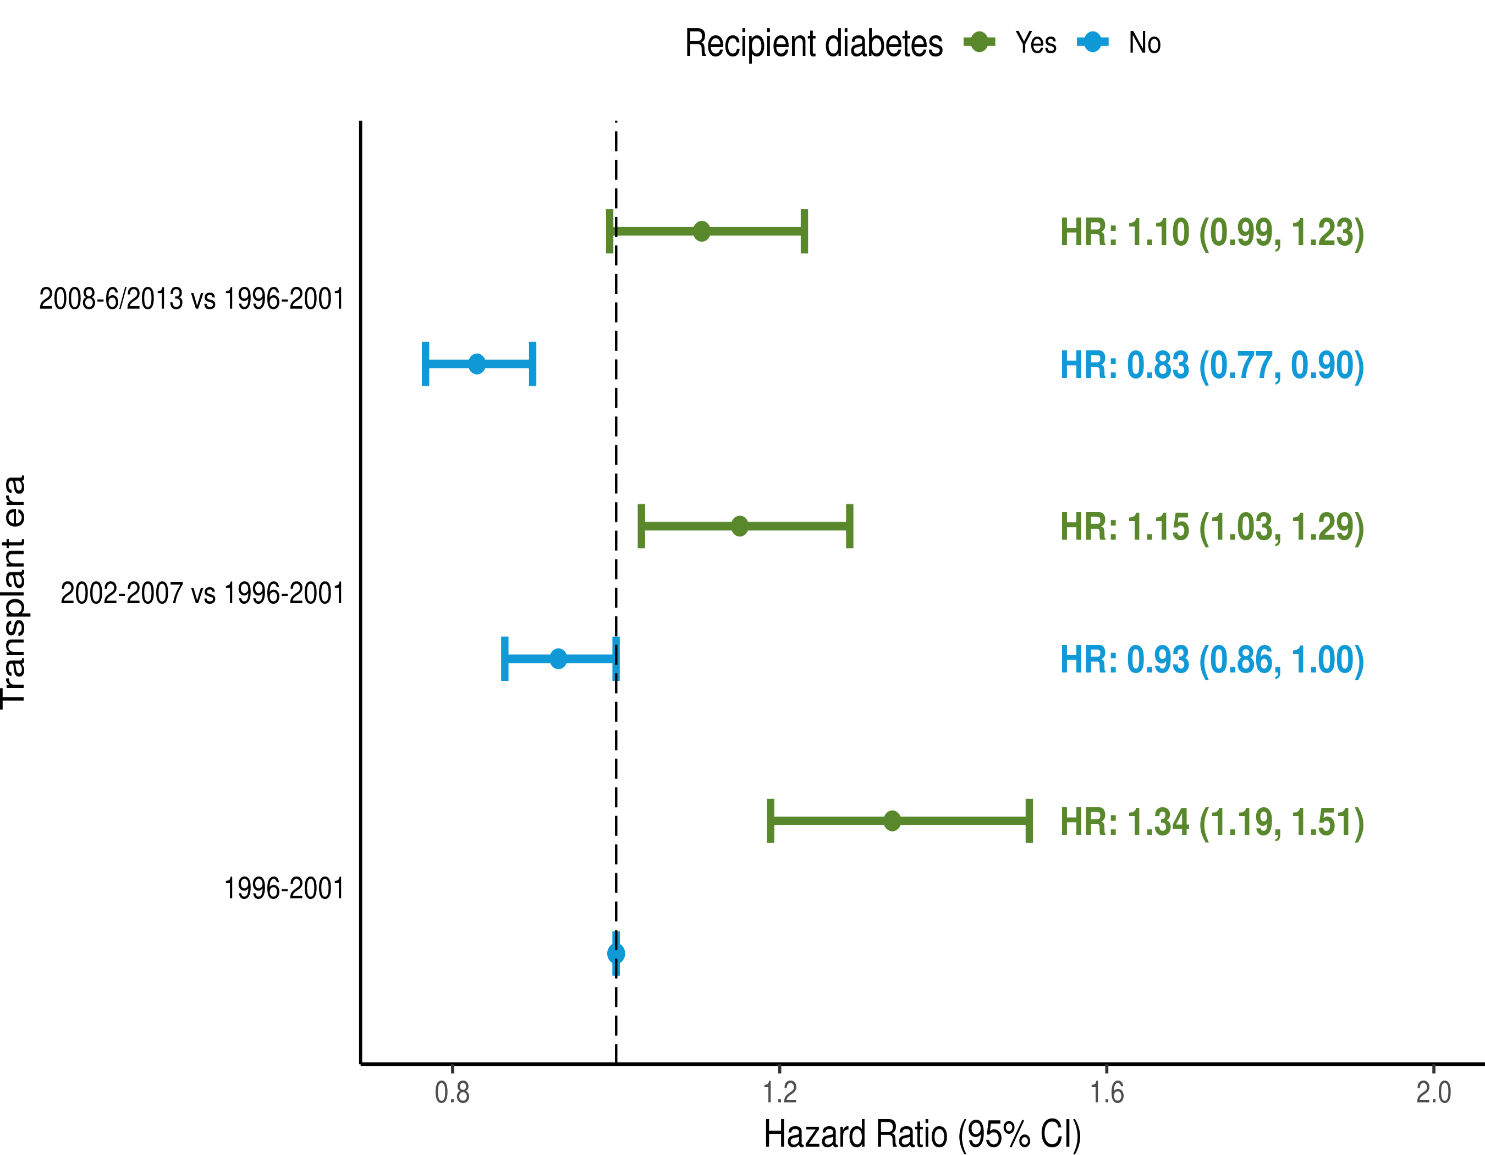 Recipient diabetes Yes No
HR: 1.10 (0.99, 1.23)
2008-6/2013 vs 1996-2001
HR: 0.83 (0.77, 0.90)
HR: 1.15 (1.03, 1.29)
2002-2007 vs 1996-2001
HR: 0.93 (0.86, 1.00)
HR: 1.34 (1.19, 1.51)
1996-2001
Transplant era
0.8 1.2 1.6 2.0
Hazard Ratio (95% CI)